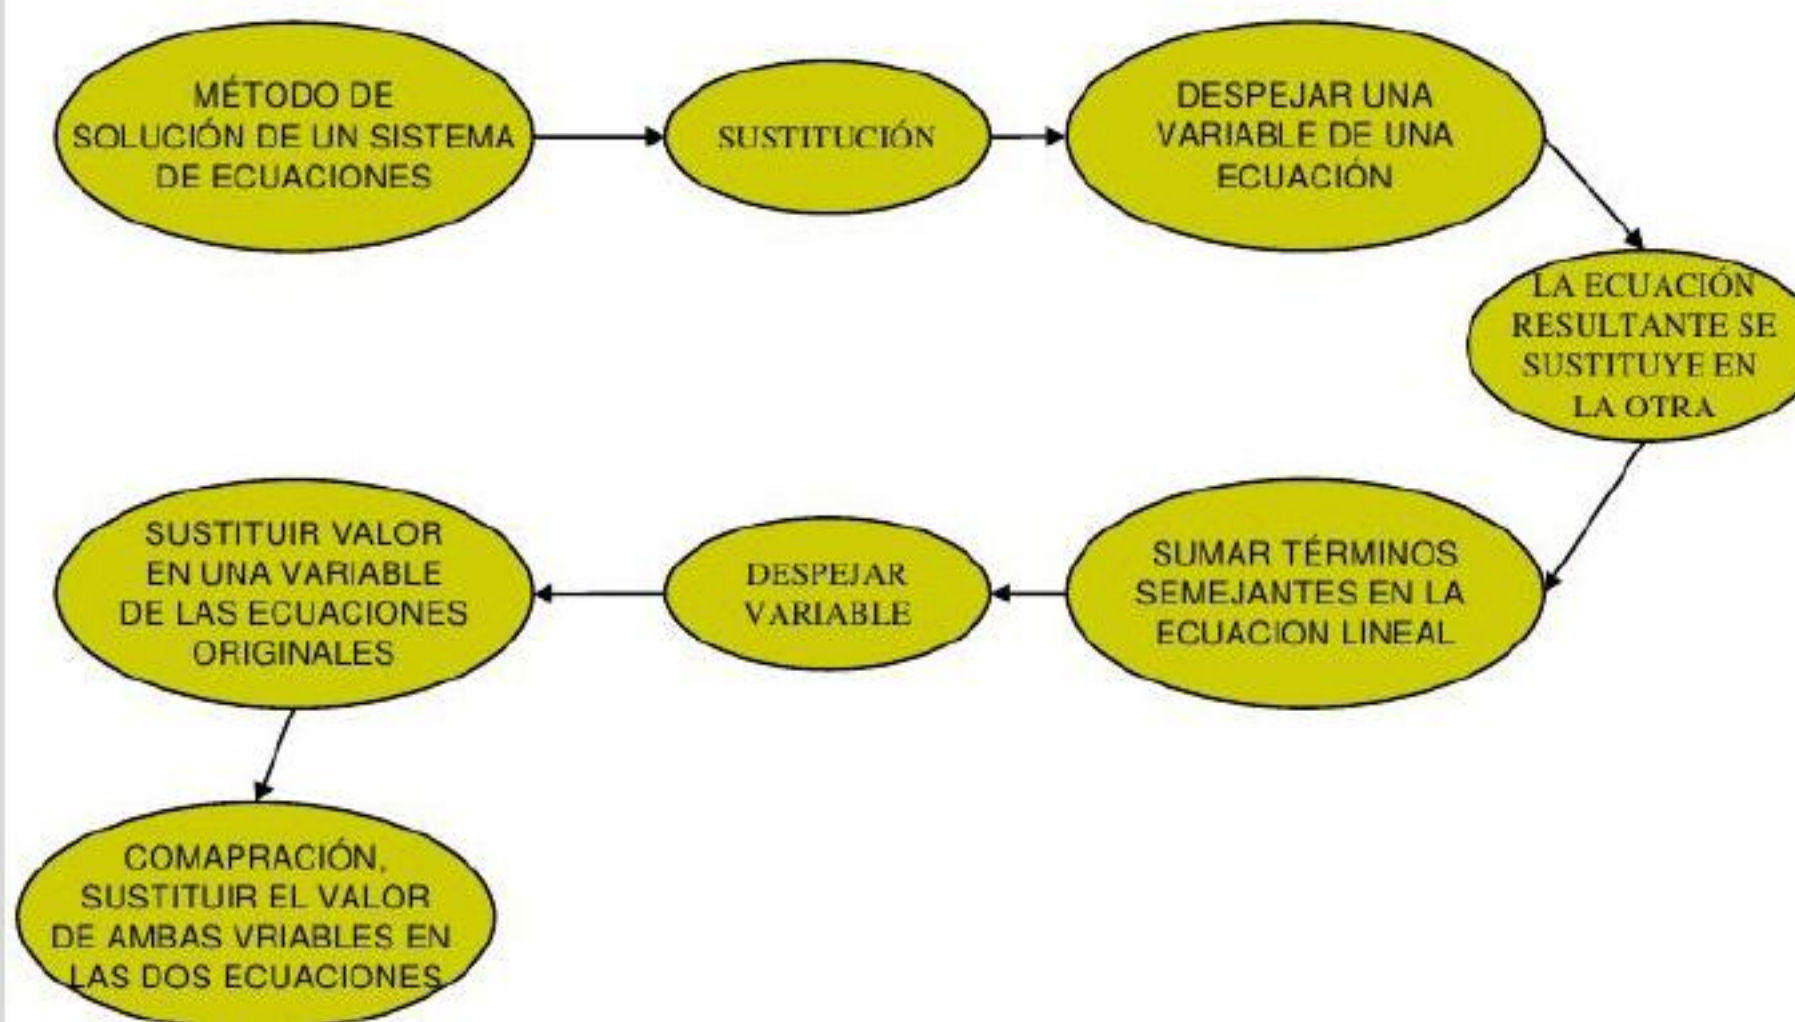 MÉTODO DE
SOLUCIÓN DE UN SISTEMA
DE ECUACIONES
SUSTITUCIÓN
DESPEJAR UNA
VARIABLE DE UNA
ECUACIÓN
LA ECUACIÓN
RESULTANTE SE
SUSTITUYE EN
LA OTRA
SUMAR TÉRMINOS
SEMEJANTES EN LA
ECUACION LINEAL
DESPEJAR
VARIABLE
SUSTITUIR VALOR
EN UNA VARIABLE
DE LAS ECUACIONES
ORIGINALES
COMAPRACIÓN,
SUSTITUIR EL VALOR
DE AMBAS VRIABLES EN
LAS DOS ECUACIONES